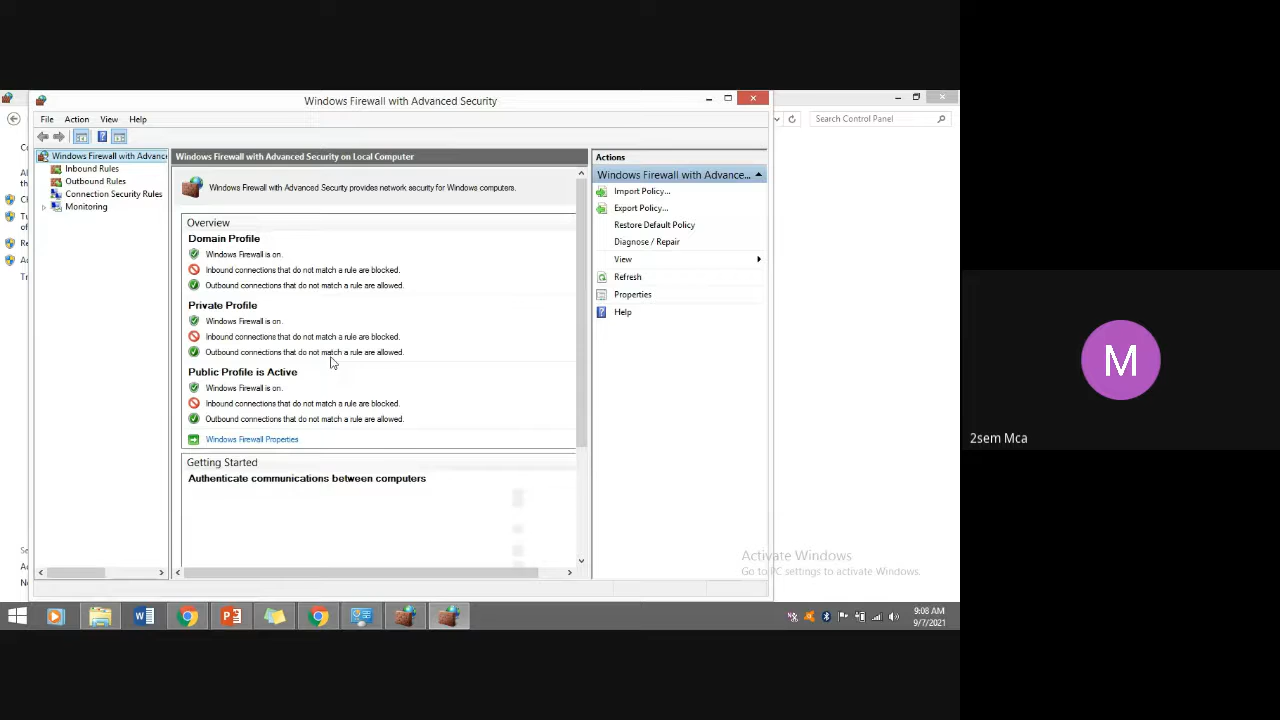 Windows Firewall with Advanced Security
File Action View Help
Search Control Panel
Windows Firewall with Advanc
Inbound Rules
Outbound Rules
Connection Security Rules
Monitoring
Windows Firewall with Advanced Security on Local Computer
Windows Firewall with Advanced Security provides network security for Windows computers.
Overview
Domain Profile
Windows Firewall is on.
Inbound connections that do not match a rule are blocked.
Outbound connections that do not match a rule are allowed.
Private Profile
Windows Firewall is on.
Inbound connections that do not match a rule are blocked.
Outbound connections that do not match a rule are allowed.
Public Profile is Active
Windows Firewall is on.
Inbound connections that do not match a rule are blocked.
Outbound connections that do not match a rule are allowed.
Windows Firewall Properties
Getting Started
Authenticate communications between computers
Actions
Windows Firewall with Advance...
Import Policy...
Export Policy...
Restore Default Policy
Diagnose / Repair
View
Refresh
Properties
Help
Activate Windows
Go to PC settings to activate Windows.
9:08 AM
9/7/2021
M
2sem Mca